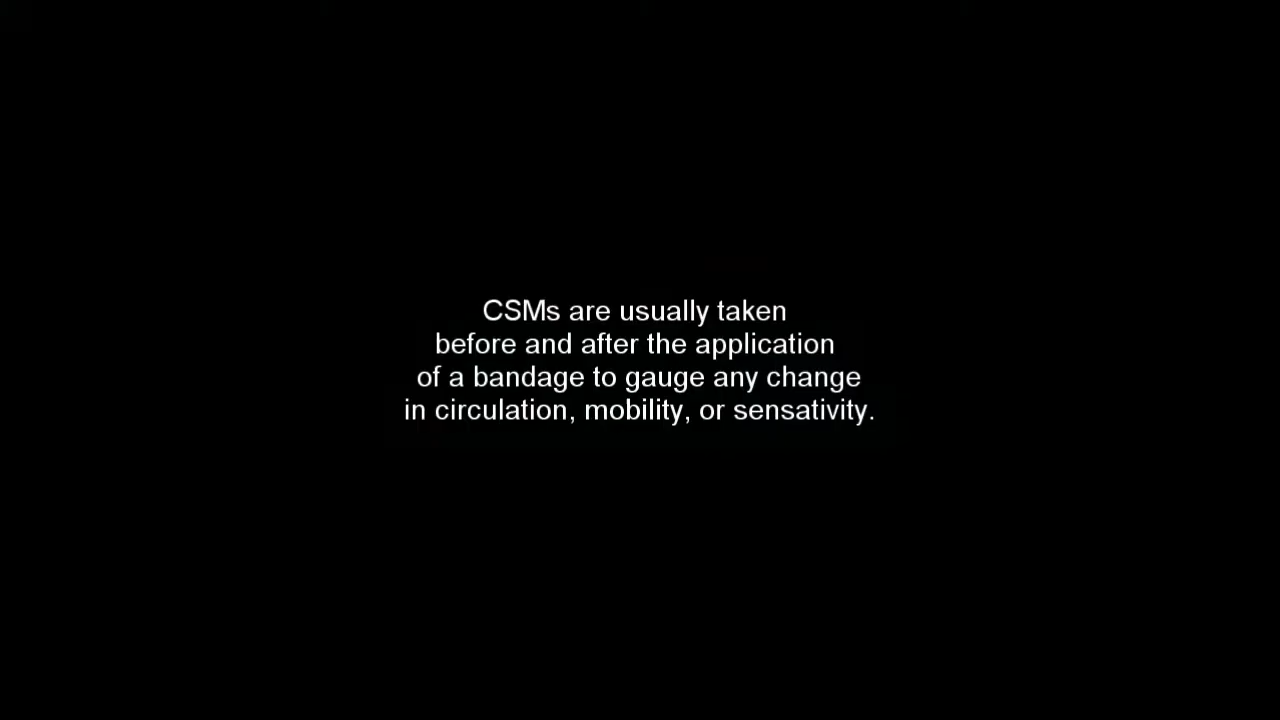 CSMs are usually taken
before and after the application
of a bandage to gauge any change
in circulation, mobility, or sensativity.